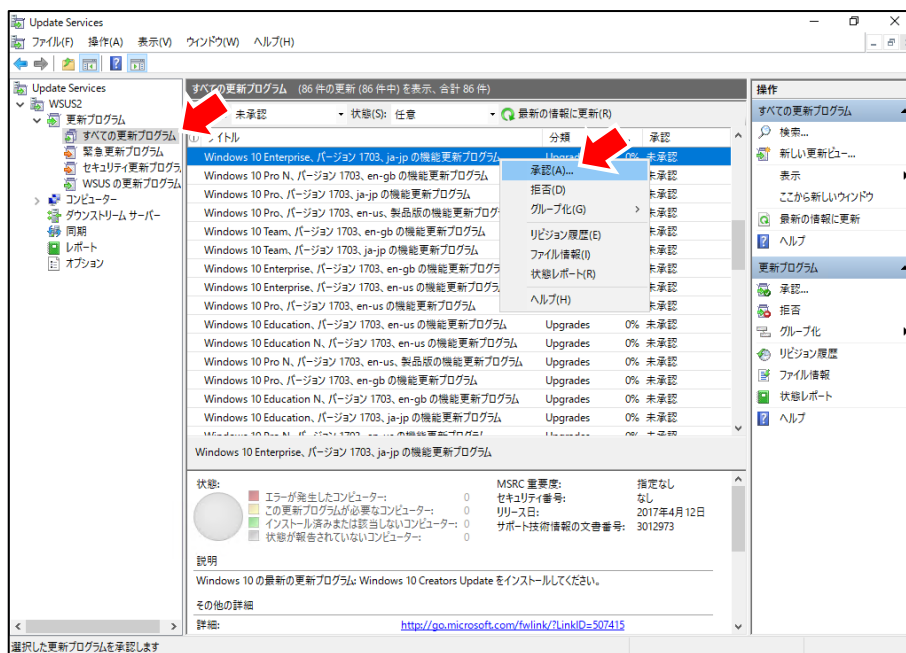 Update Services
ファイル(F) 操作(A) 表示(V) ウィンドウ(W) ヘルプ(H)
Update Services
WSUS2
更新プログラム
すべての更新プログラム
緊急更新プログラム
セキュリティ更新プログラ
WSUS の更新プログラム
コンピューター
ダウンストリーム サーバー
同期
レポート
オプション
すべての更新プログラム (86 件の更新 (86 件中) を表示、合計 86 件)
未承認 状態(S): 任意 最新の情報に更新(R)
タイトル 分類 承認
Windows 10 Enterprise、バージョン 1703、ja-jp の機能更新プログラム Upgrades 0% 未承認
Windows 10 Pro N、バージョン 1703、en-gb の機能更新プログラム 未承認
Windows 10 Pro、バージョン 1703、ja-jp の機能更新プログラム 未承認
Windows 10 Pro、バージョン 1703、en-us、製品版の機能更新プログ 未承認
Windows 10 Team、バージョン 1703、en-gb の機能更新プログラム 未承認
Windows 10 Team、バージョン 1703、ja-jp の機能更新プログラム 未承認
Windows 10 Enterprise、バージョン 1703、en-gb の機能更新プログラ 未承認
Windows 10 Enterprise、バージョン 1703、en-us の機能更新プログラ 未承認
Windows 10 Pro、バージョン 1703、en-us の機能更新プログラム 未承認
Windows 10 Education、バージョン 1703、en-us の機能更新プログラム Upgrades 0% 未承認
Windows 10 Education N、バージョン 1703、en-us の機能更新プログラム Upgrades 0% 未承認
Windows 10 Pro N、バージョン 1703、en-us、製品版の機能更新プログラム Upgrades 0% 未承認
Windows 10 Pro、バージョン 1703、en-gb の機能更新プログラム Upgrades 0% 未承認
Windows 10 Education N、バージョン 1703、en-gb の機能更新プログラム Upgrades 0% 未承認
Windows 10 Education、バージョン 1703、ja-jp の機能更新プログラム Upgrades 0% 未承認
Windows 10 Pro N、バージョン 1703、en-us の機能更新プログラム Upgrades 0% 未承認
承認(A)...
拒否(D)
グループ化(G)
リビジョン履歴(E)
ファイル情報(I)
状態レポート(R)
ヘルプ(H)
Windows 10 Enterprise、バージョン 1703、ja-jp の機能更新プログラム
状態:
エラーが発生したコンピューター: 0
この更新プログラムが必要なコンピューター: 0
インストール済みまたは該当しないコンピューター: 0
状態が報告されていないコンピューター: 0
MSRC 重要度: 指定なし
セキュリティ番号: なし
リリース日: 2017年4月12日
サポート技術情報の文書番号: 3012973
説明
Windows 10 の最新の更新プログラム: Windows 10 Creators Update をインストールしてください。
その他の詳細
詳細: http://go.microsoft.com/fwlink/?LinkID=507415
操作
すべての更新プログラム
検索...
新しい更新ビュー...
表示
ここから新しいウィンドウ
最新の情報に更新
ヘルプ
更新プログラム
承認...
拒否
グループ化
リビジョン履歴
ファイル情報
状態レポート
ヘルプ
選択した更新プログラムを承認します